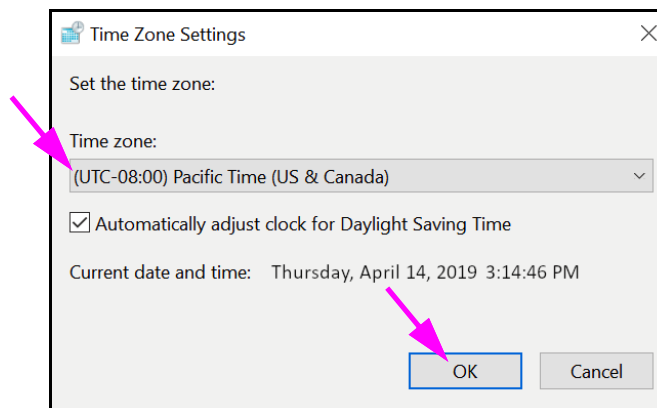 Time Zone Settings
Set the time zone:
Time zone:
(UTC-08:00) Pacific Time (US & Canada)
Automatically adjust clock for Daylight Saving Time
Current date and time: Thursday, April 14, 2019 3:14:46 PM
OK Cancel